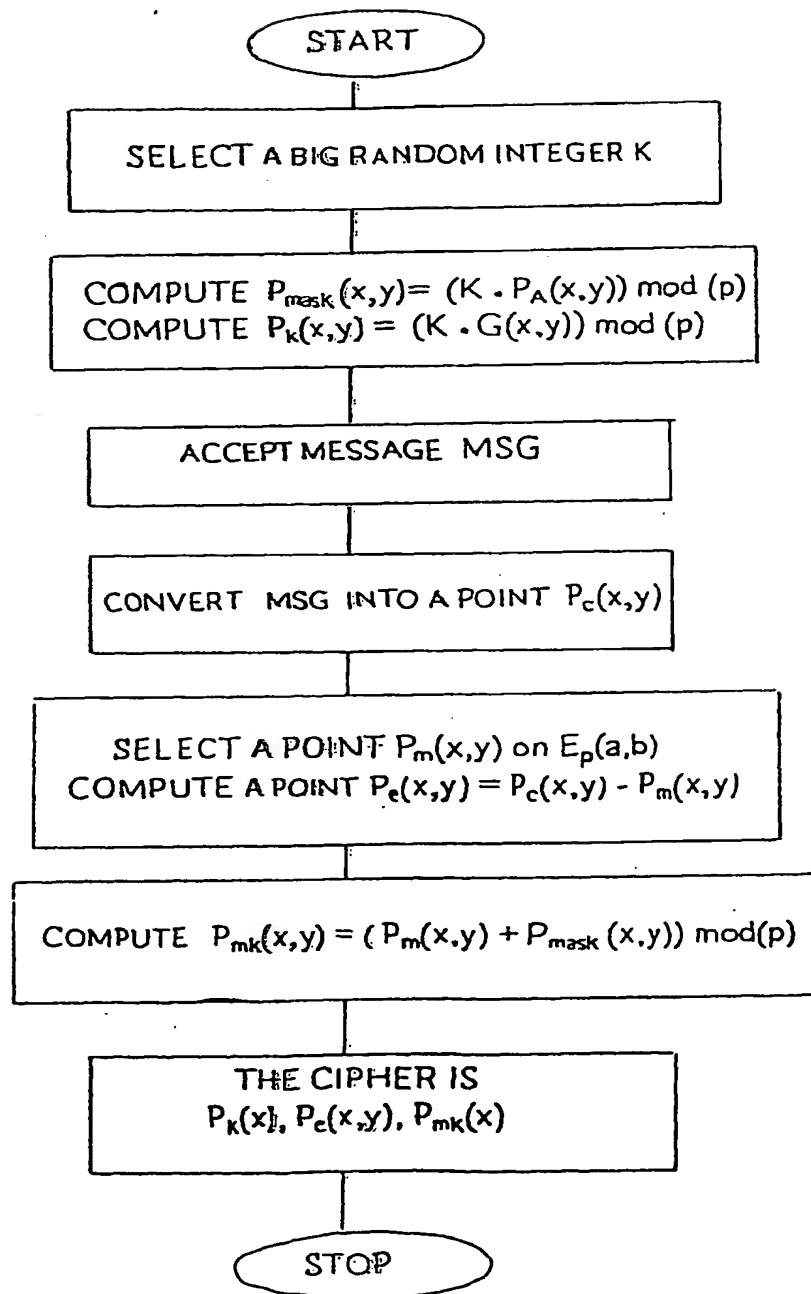 START
SELECT A BIG RANDOM INTEGER K
COMPUTE P_mask(x,y) = (K . P_A(x.y)) mod (p)
COMPUTE P_k(x,y) = (K . G(x,y)) mod (p)
ACCEPT MESSAGE MSG
CONVERT MSG INTO A POINT P_c(x,y)
SELECT A POINT P_m(x,y) on E_p(a,b)
COMPUTE A POINT P_e(x,y) = P_c(x,y) - P_m(x,y)
COMPUTE P_mk(x,y) = (P_m(x.y) + P_mask(x.y)) mod(p)
THE CIPHER IS
P_k(x), P_e(x,y), P_mk(x)
STOP